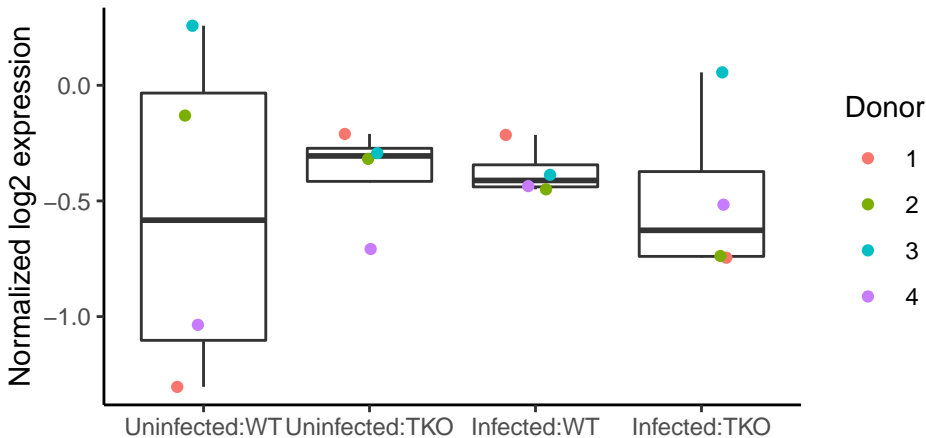 Normalized log2 expression
0.0
−0.5
−1.0
Uninfected:WT
Uninfected:TKO
Infected:WT
Infected:TKO
Donor
1
2
3
4